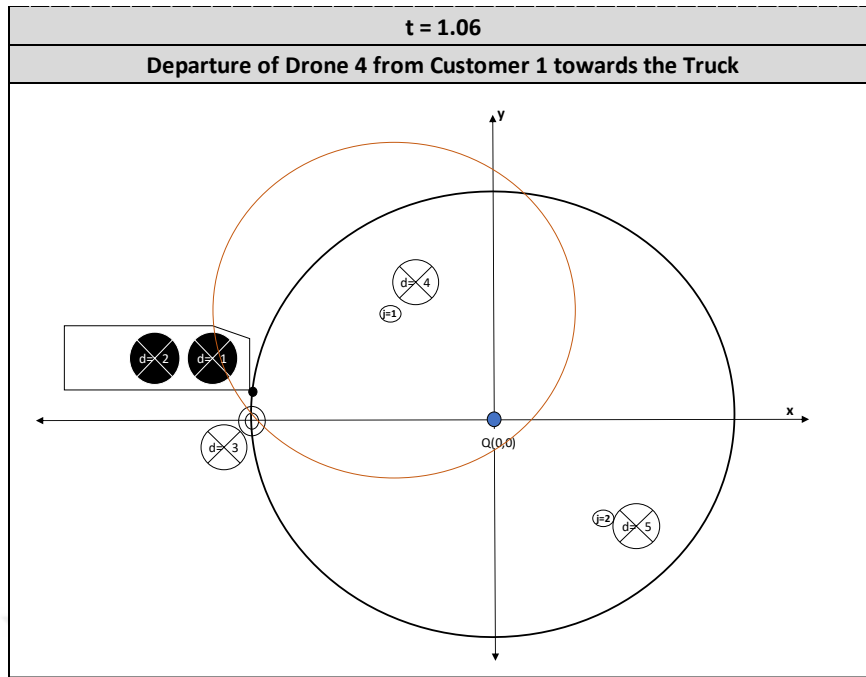 t = 1.06
Departure of Drone 4 from Customer 1 towards the Truck
y
d= 4
j=1
d= 2
d= 1
x
Q(0,0)
d= 3
j=2
d= 5